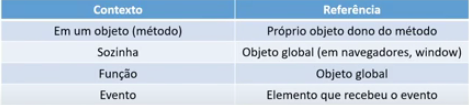 Contexto Referência
Em um objeto (método) Próprio objeto dono do método
Sozinha Objeto global (em navegadores, window)
Função Objeto global
Evento Elemento que recebeu o evento